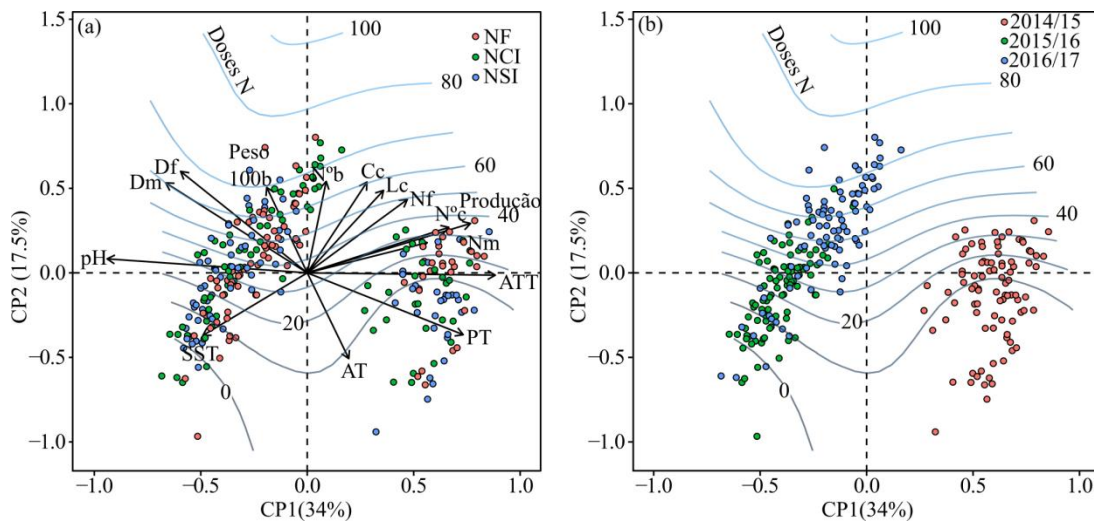 (a)
NF
NCI
NSI
Doses N
100
80
60
40
20
0
Df
Dm
Peso
100b
Nºb
Cc
Lc
Nf
Produção
Nºc
Nm
pH
ATT
PT
AT
SST
1.5
1.0
0.5
0.0
−0.5
−1.0
CP2 (17.5%)
−1.0
−0.5
0.0
0.5
1.0
CP1(34%)
(b)
2014/15
2015/16
2016/17
Doses N
100
80
60
40
20
0
1.5
1.0
0.5
0.0
−0.5
−1.0
CP2 (17.5%)
−1.0
−0.5
0.0
0.5
1.0
CP1(34%)